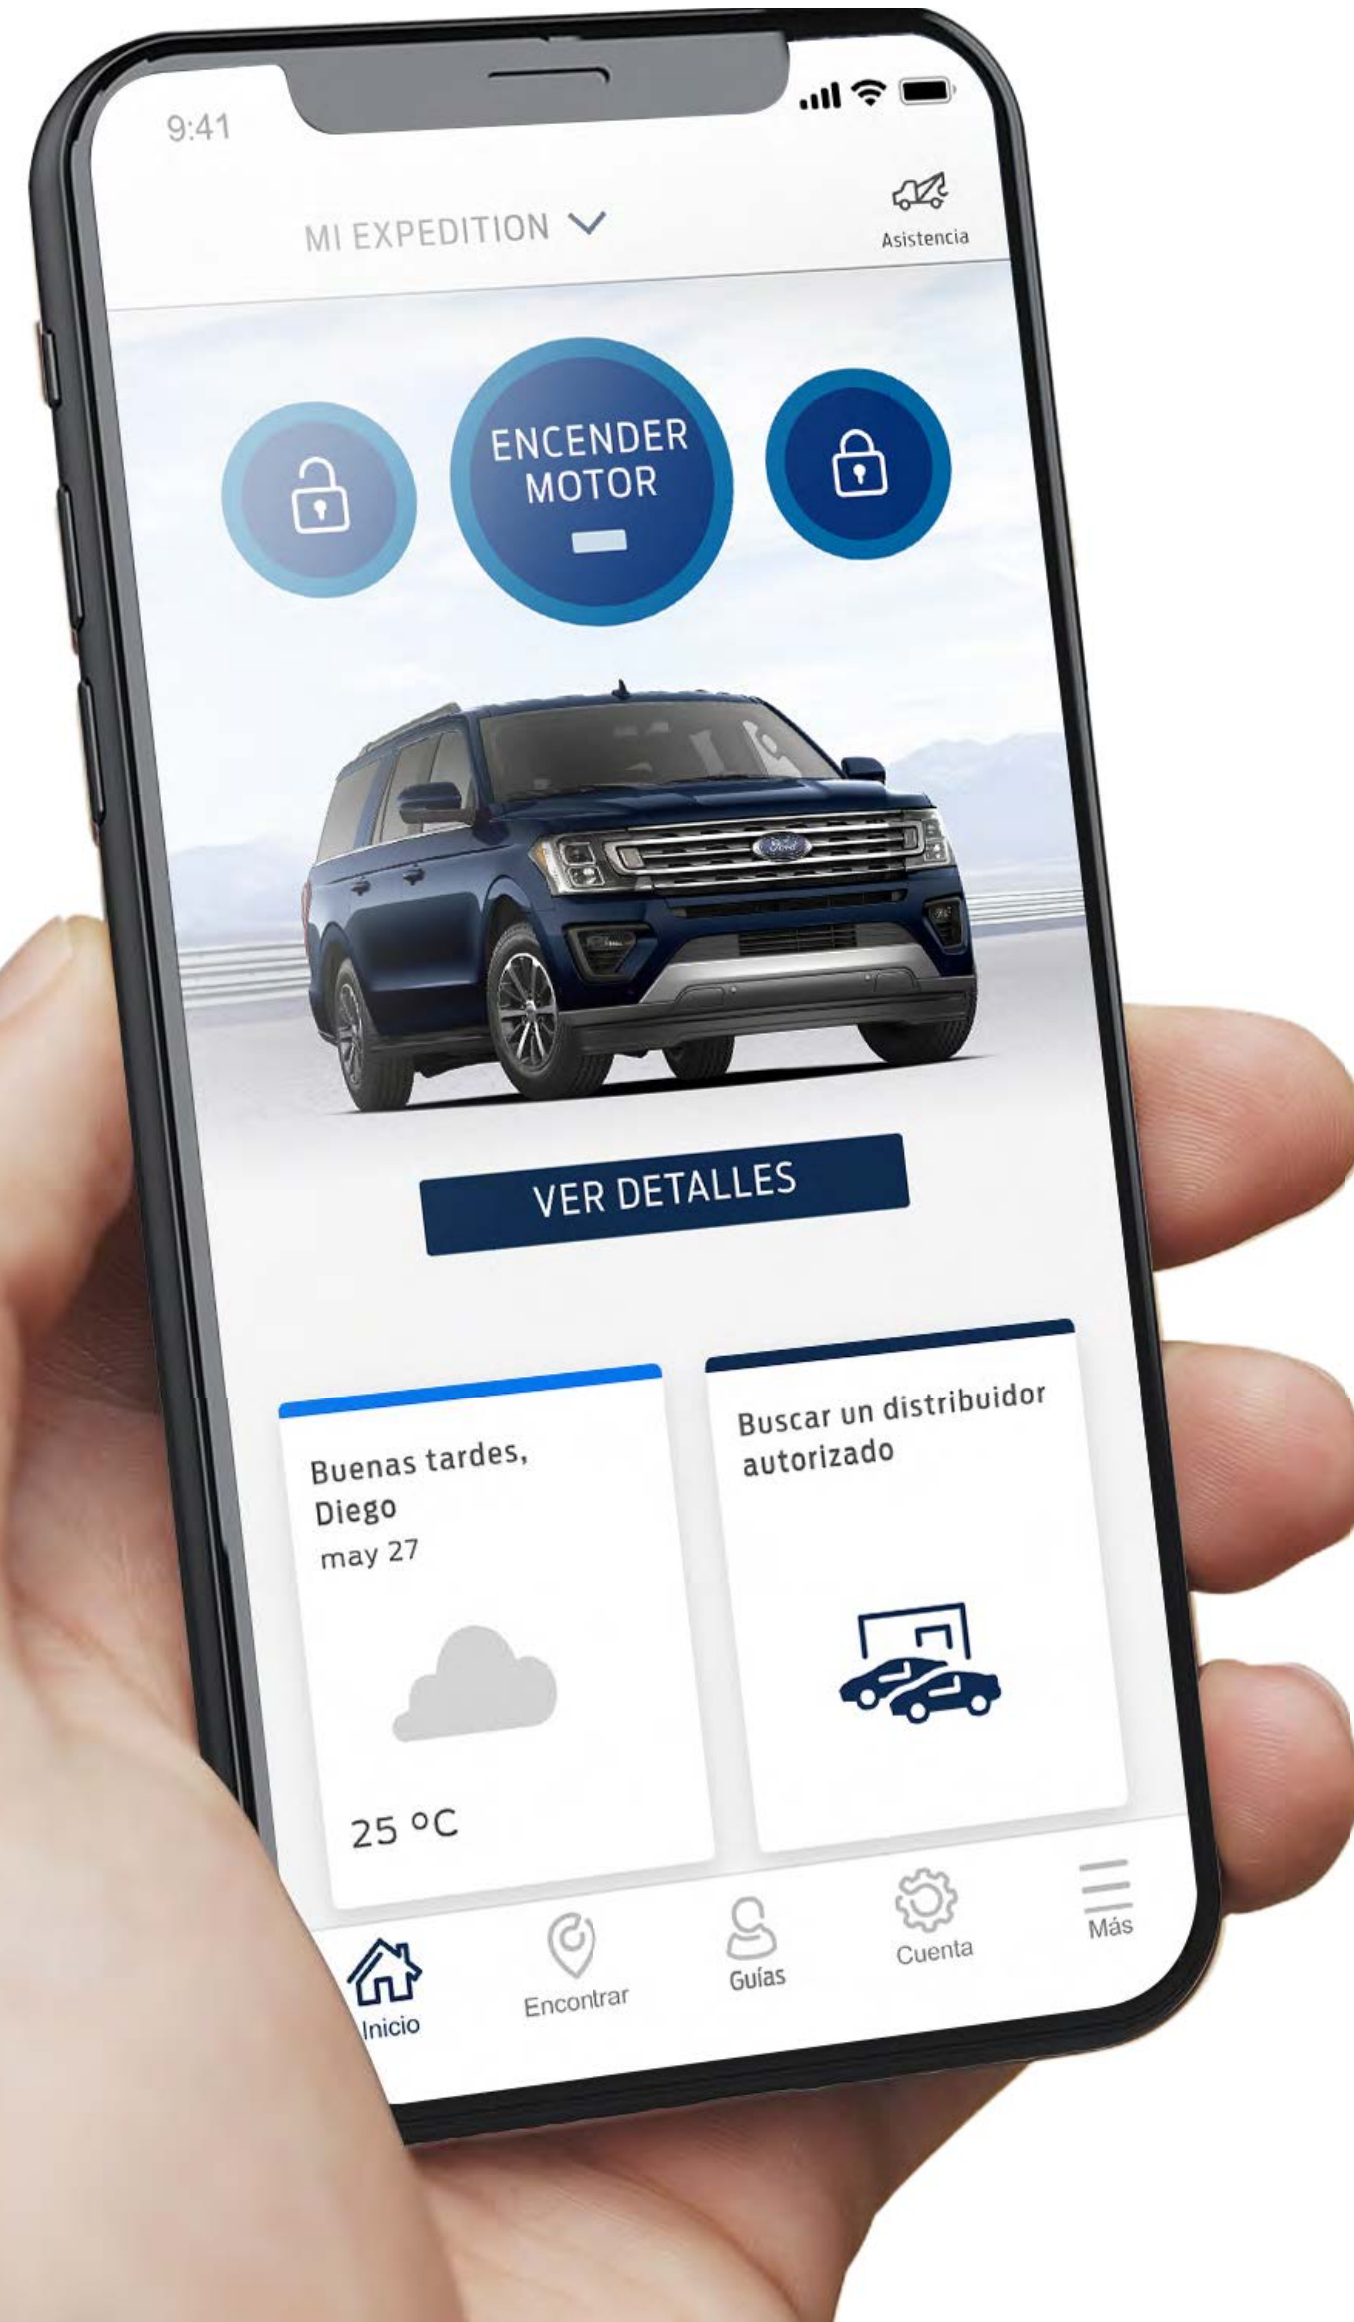 9:41
MI EXPEDITION
Asistencia
ENCENDER
MOTOR
Ford
VER DETALLES
Buenas tardes,
Diego
may 27
25 °C
Buscar un distribuidor
autorizado
Inicio
Encontrar
Guías
Cuenta
Más